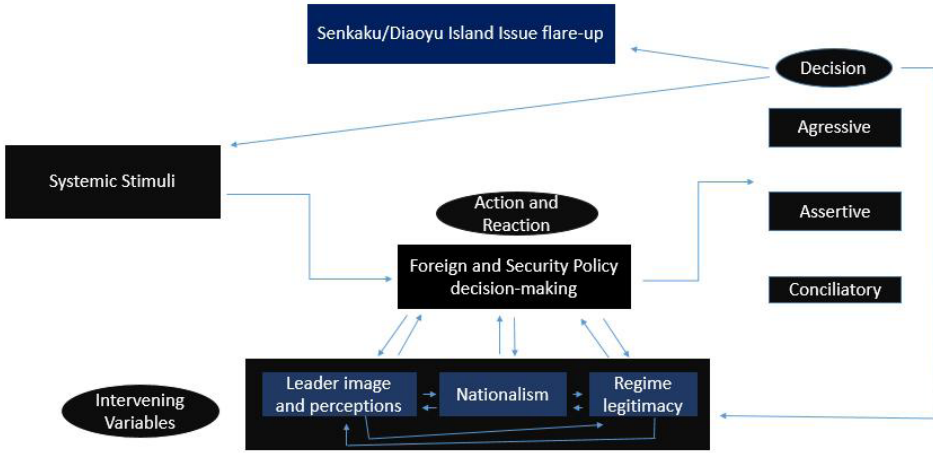 Senkaku/Diaoyu Island Issue flare-up
Decision
Agressive
Systemic Stimuli
Action and
Reaction
Assertive
Foreign and Security Policy
decision-making
Conciliatory
Intervening
Variables
Leader image
and perceptions
Nationalism
Regime
legitimacy